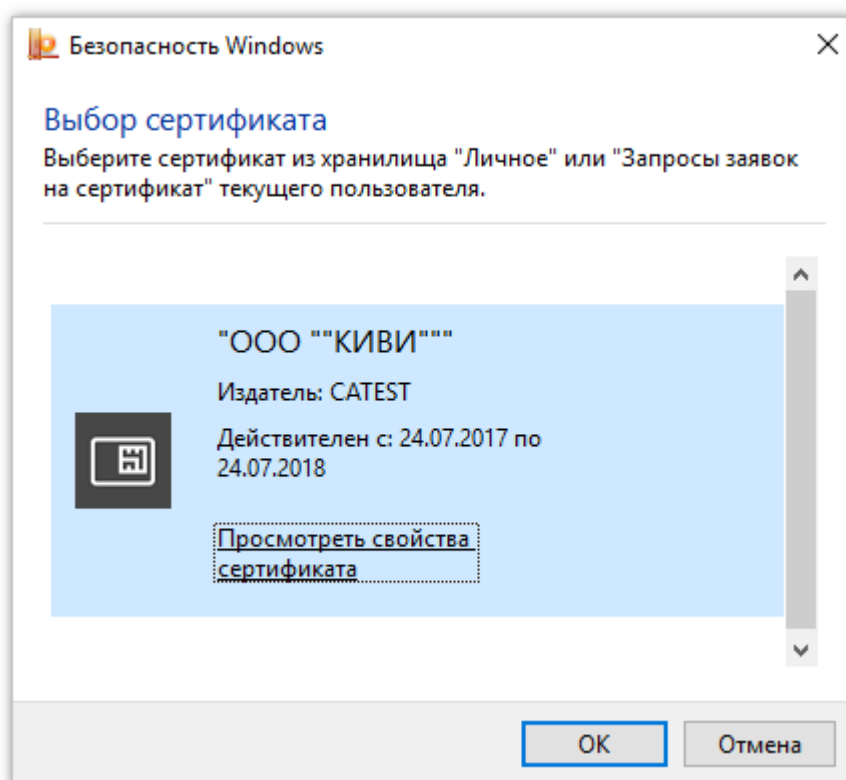 Безопасность Windows
Выбор сертификата
Выберите сертификат из хранилища "Личное" или "Запросы заявок
на сертификат" текущего пользователя.
"ООО ""КИВИ"""
Издатель: CATEST
Действителен с: 24.07.2017 по
24.07.2018
Просмотреть свойства
сертификата
ОК
Отмена